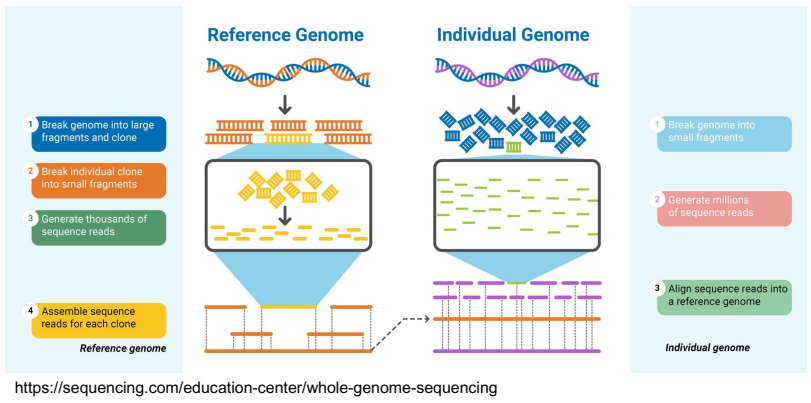 Reference Genome
Individual Genome
1 Break genome into large
fragments and clone
2 Break individual clone
into small fragments
3 Generate thousands of
sequence reads
4 Assemble sequence
reads for each clone
Reference genome
1 Break genome into
small fragments
2 Generate millions
of sequence reads
3 Align sequence reads into
a reference genome
Individual genome
https://sequencing.com/education-center/whole-genome-sequencing